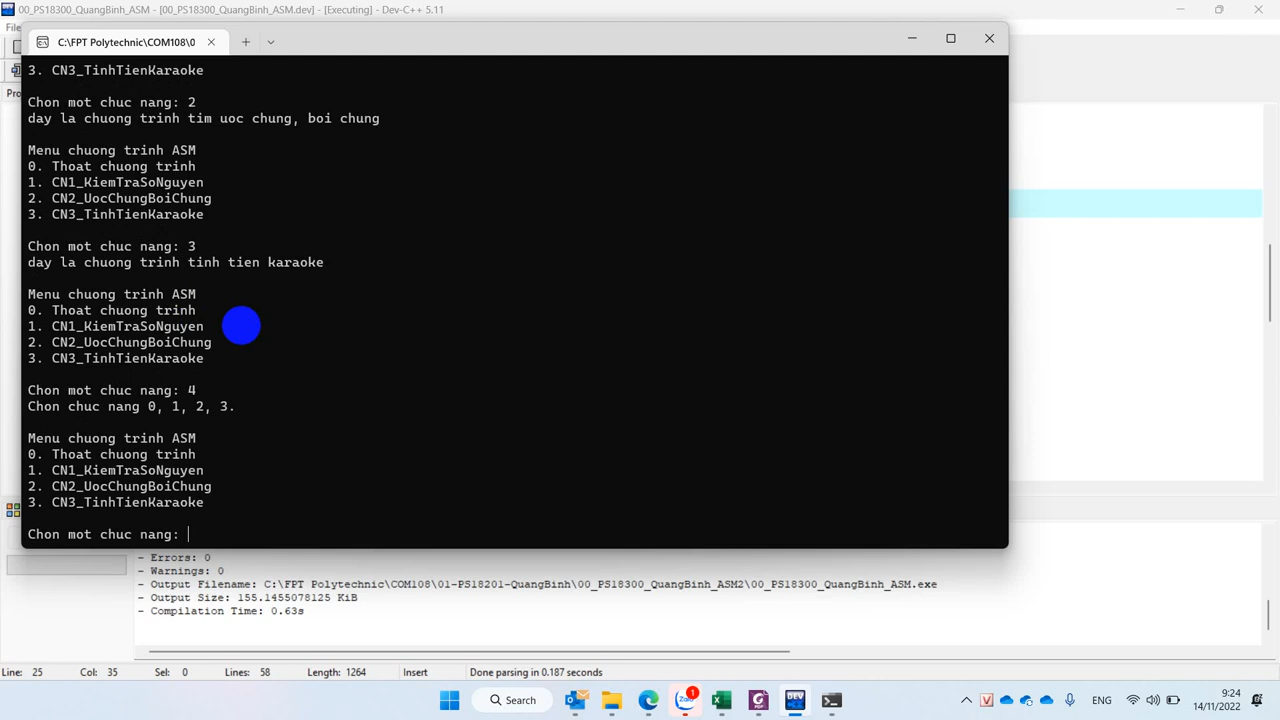 00_PS18300_QuangBinh_ASM - [00_PS18300_QuangBinh_ASM.dev] - [Executing] - Dev-C++ 5.11
C:\FPT Polytechnic\COM108\0
3. CN3_TinhTienKaraoke
Chon mot chuc nang: 2
day la chuong trinh tim uoc chung, boi chung
Menu chuong trinh ASM
0. Thoat chuong trinh
1. CN1_KiemTraSoNguyen
2. CN2_UocChungBoiChung
3. CN3_TinhTienKaraoke
Chon mot chuc nang: 3
day la chuong trinh tinh tien karaoke
Menu chuong trinh ASM
0. Thoat chuong trinh
1. CN1_KiemTraSoNguyen
2. CN2_UocChungBoiChung
3. CN3_TinhTienKaraoke
Chon mot chuc nang: 4
Chon chuc nang 0, 1, 2, 3.
Menu chuong trinh ASM
0. Thoat chuong trinh
1. CN1_KiemTraSoNguyen
2. CN2_UocChungBoiChung
3. CN3_TinhTienKaraoke
Chon mot chuc nang:
- Errors: 0
- Warnings: 0
- Output Filename: C:\FPT Polytechnic\COM108\01-PS18201-QuangBinh\00_PS18300_QuangBinh_ASM2\00_PS18300_QuangBinh_ASM.exe
- Output Size: 155.1455078125 KiB
- Compilation Time: 0.63s
Line: 25 Col: 35 Sel: 0 Lines: 58 Length: 1264 Insert Done parsing in 0.187 seconds
Search 1 ENG 9:24
14/11/2022